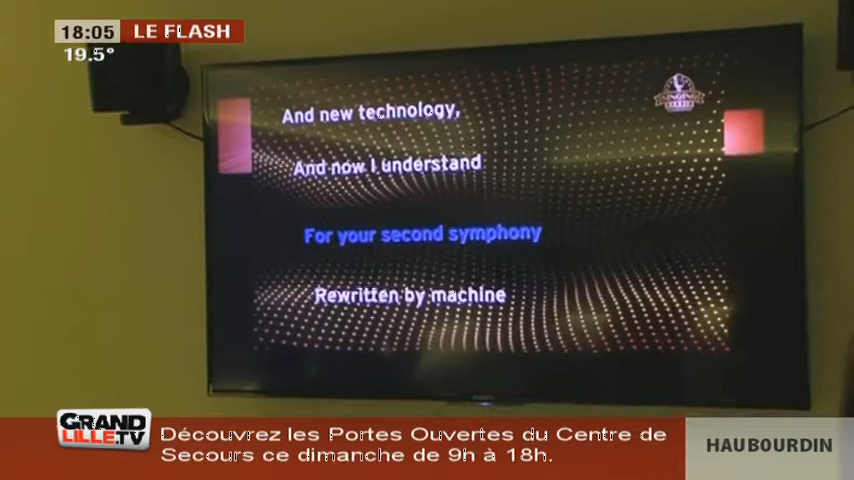 18:05 LE FLASH
19.5°
SINGING
And new technology,
And now I understand
For your second symphony
Rewritten by machine
GRAND
LILLE.TV
Découvrez les Portes Ouvertes du Centre de
Secours ce dimanche de 9h à 18h.
HAUBOURDIN